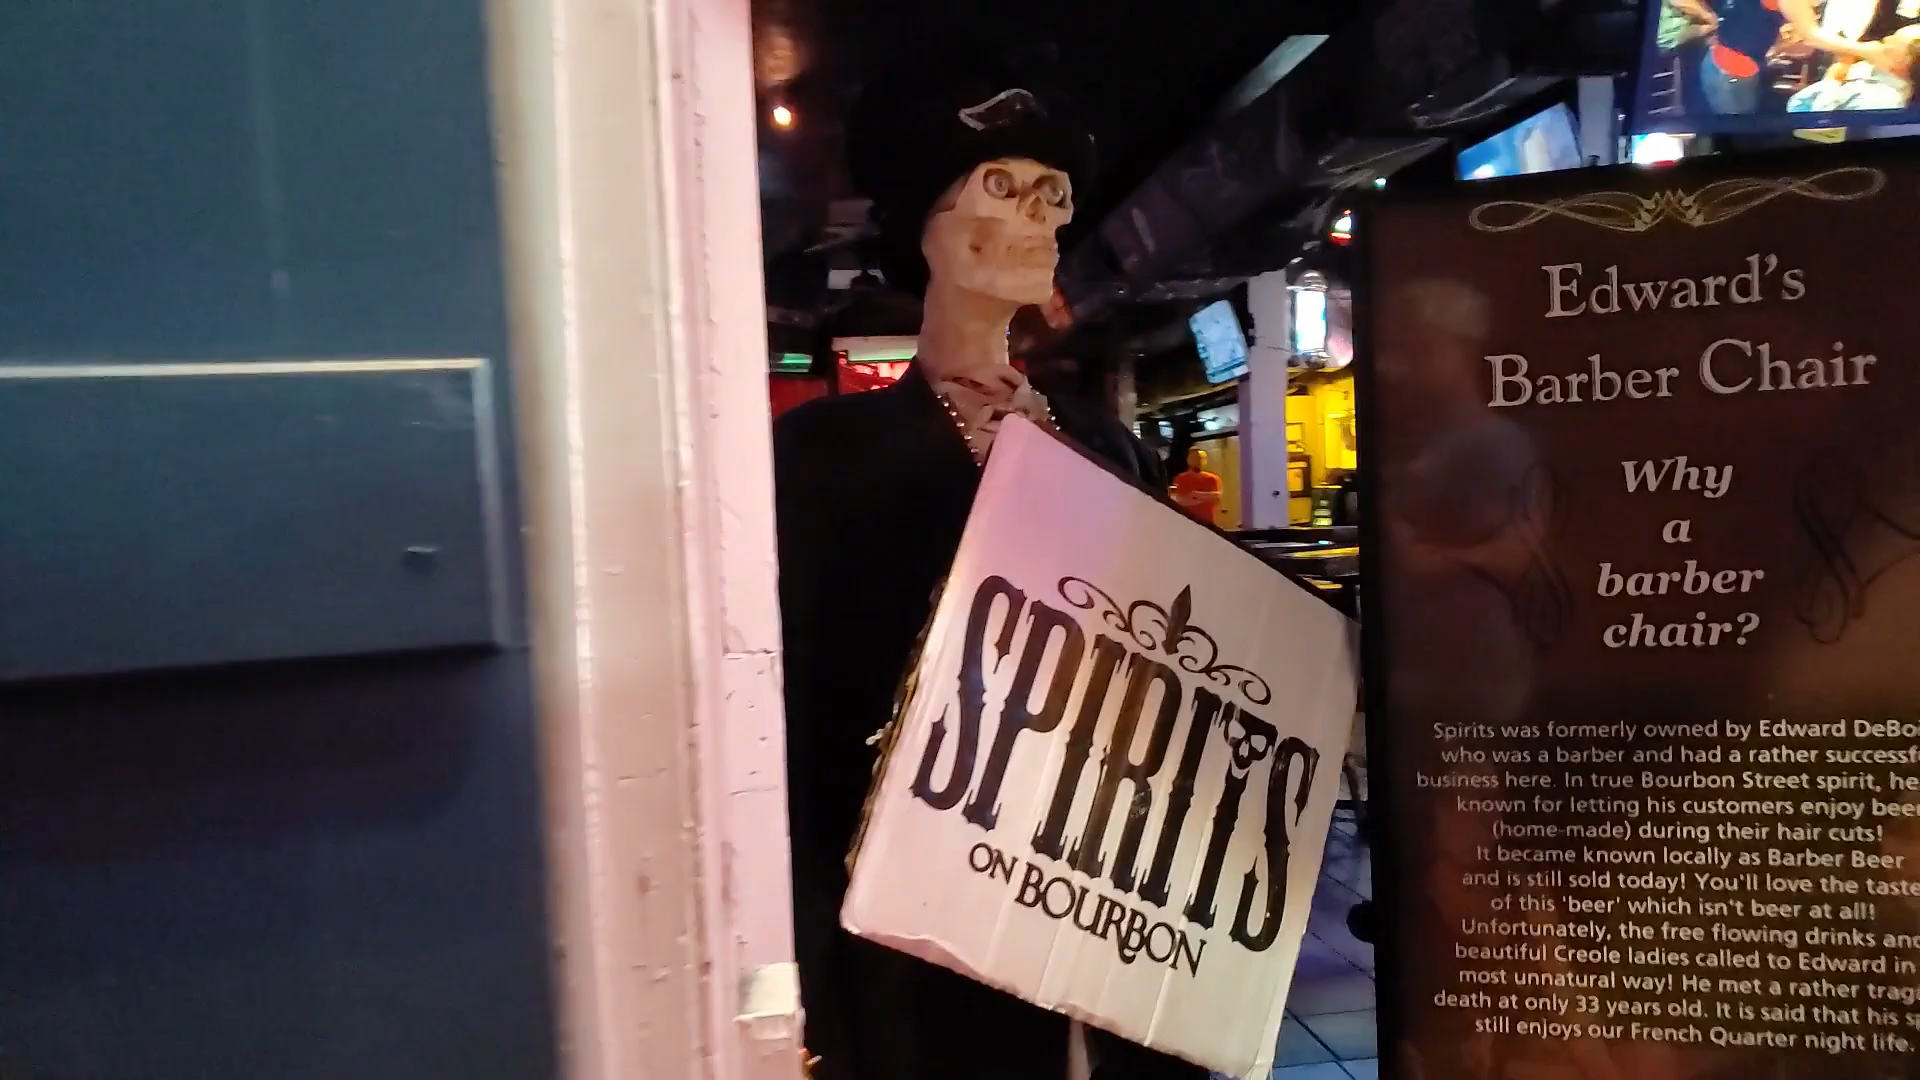 SPIRITS
ON BOURBON
Edward's
Barber Chair
Why
a
barber
chair?
Spirits was formerly owned by Edward
who was a barber and had a rather
business here. In true Bourbon Street spirit, he
known for letting his customers enjoy
(home-made) during their hair cuts!
It became known locally as Barber Beer
and is still sold today! You'll love the taste
of this 'beer' which isn't beer at all!
Unfortunately, the free flowing drinks and
beautiful Creole ladies called to Edward in
most unnatural way! He met a rather
death at only 33 years old. It is said that his
still enjoys our French Quarter night life.